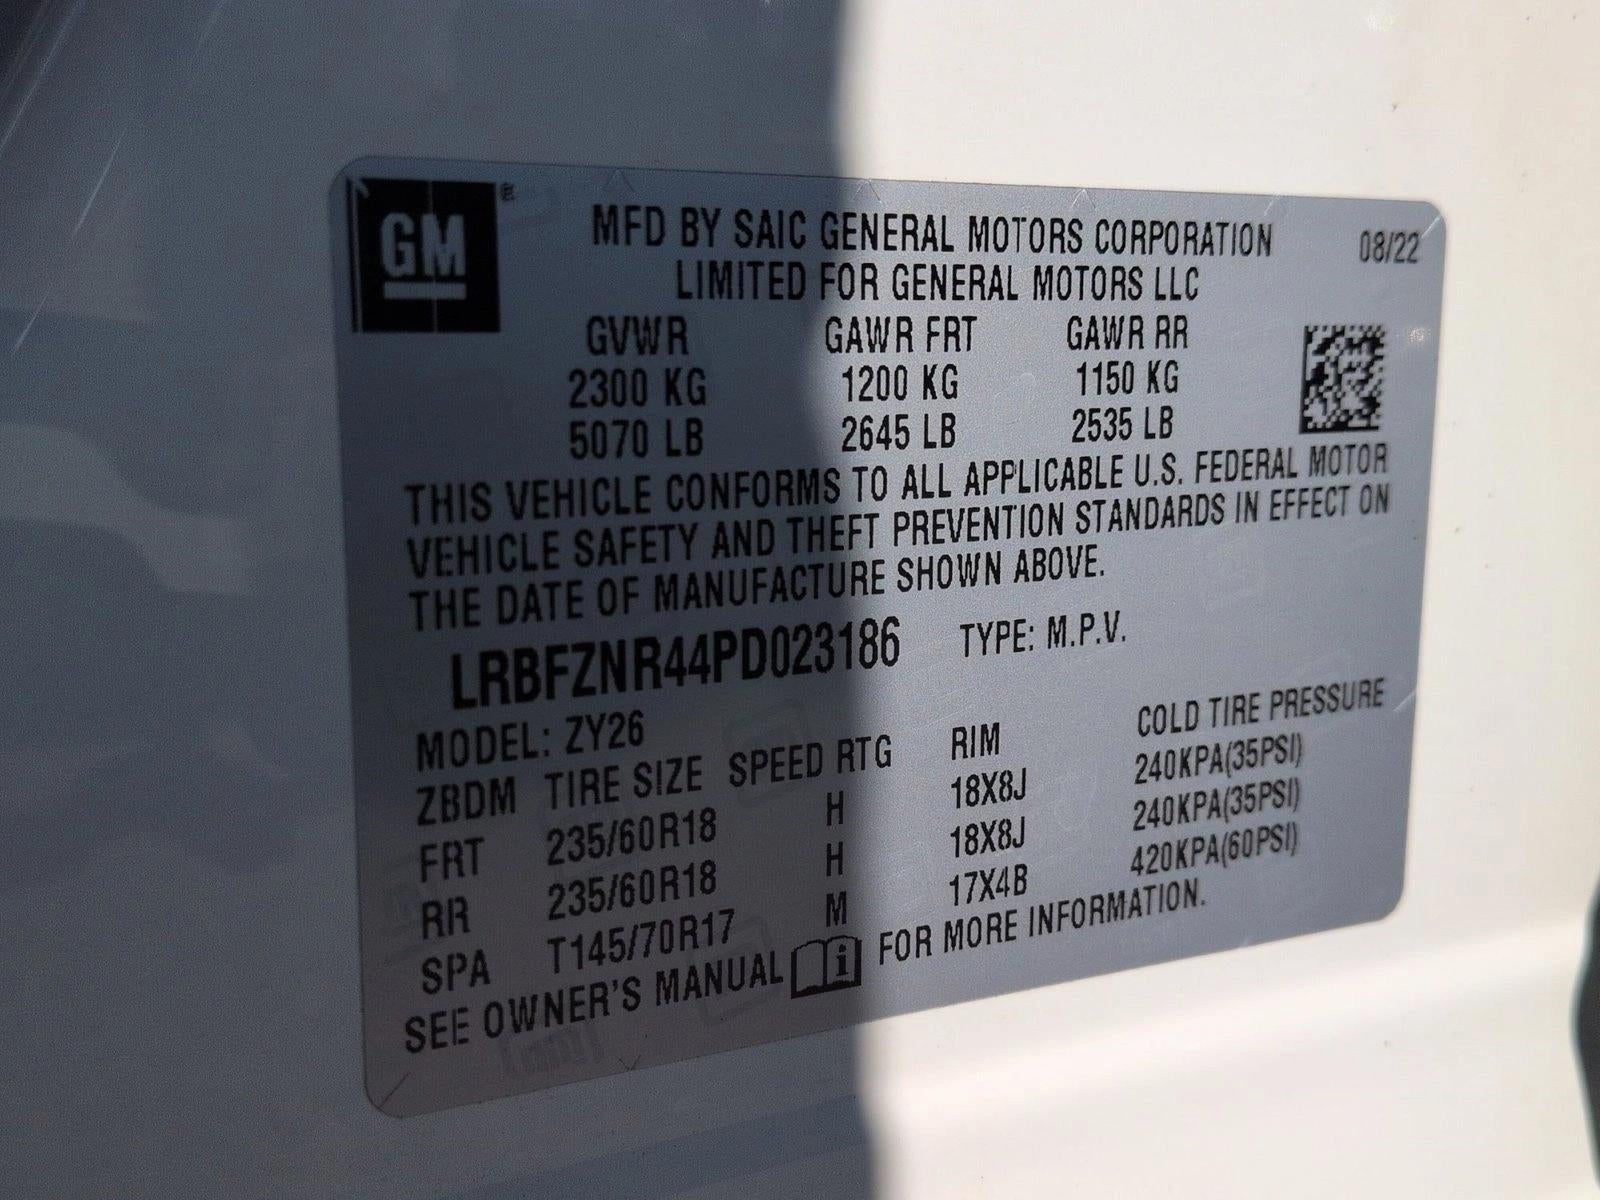 GM ®
MFD BY SAIC GENERAL MOTORS CORPORATION 08/22
LIMITED FOR GENERAL MOTORS LLC
GVWR GAWR FRT GAWR RR
2300 KG 1200 KG 1150 KG
5070 LB 2645 LB 2535 LB
THIS VEHICLE CONFORMS TO ALL APPLICABLE U.S. FEDERAL MOTOR
VEHICLE SAFETY AND THEFT PREVENTION STANDARDS IN EFFECT ON
THE DATE OF MANUFACTURE SHOWN ABOVE.
LRBFZNR44PD023186 TYPE: M.P.V.
MODEL: ZY26
ZBDM TIRE SIZE SPEED RTG RIM COLD TIRE PRESSURE
FRT 235/60R18 H 18X8J 240KPA(35PSI)
RR 235/60R18 H 18X8J 240KPA(35PSI)
SPA T145/70R17 M 17X4B 420KPA(60PSI)
SEE OWNER'S MANUAL i FOR MORE INFORMATION.